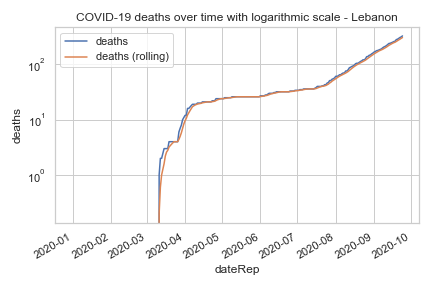 COVID-19 deaths over time with logarithmic scale - Lebanon
deaths
deaths (rolling)
10²
10¹
10⁰
deaths
2020-01
2020-02
2020-03
2020-04
2020-05
2020-06
2020-07
2020-08
2020-09
2020-10
dateRep